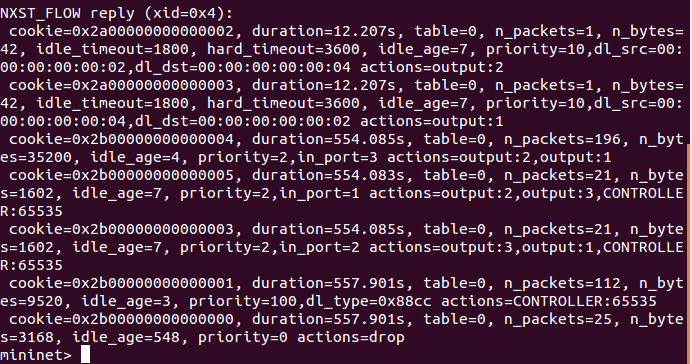 NXST_FLOW reply (xid=0x4):
 cookie=0x2a00000000000002, duration=12.207s, table=0, n_packets=1, n_bytes=
42, idle_timeout=1800, hard_timeout=3600, idle_age=7, priority=10,dl_src=00:
00:00:00:00:02,dl_dst=00:00:00:00:00:04 actions=output:2
 cookie=0x2a00000000000003, duration=12.207s, table=0, n_packets=1, n_bytes=
42, idle_timeout=1800, hard_timeout=3600, idle_age=7, priority=10,dl_src=00:
00:00:00:00:04,dl_dst=00:00:00:00:00:02 actions=output:1
 cookie=0x2b00000000000004, duration=554.085s, table=0, n_packets=196, n_byt
es=35200, idle_age=4, priority=2,in_port=3 actions=output:2,output:1
 cookie=0x2b00000000000005, duration=554.083s, table=0, n_packets=21, n_byte
s=1602, idle_age=7, priority=2,in_port=1 actions=output:2,output:3,CONTROLLE
R:65535
 cookie=0x2b00000000000003, duration=554.085s, table=0, n_packets=21, n_byte
s=1602, idle_age=7, priority=2,in_port=2 actions=output:3,output:1,CONTROLLE
R:65535
 cookie=0x2b00000000000001, duration=557.901s, table=0, n_packets=112, n_byt
es=9520, idle_age=3, priority=100,dl_type=0x88cc actions=CONTROLLER:65535
 cookie=0x2b00000000000000, duration=557.901s, table=0, n_packets=25, n_byte
s=3168, idle_age=548, priority=0 actions=drop
mininet>